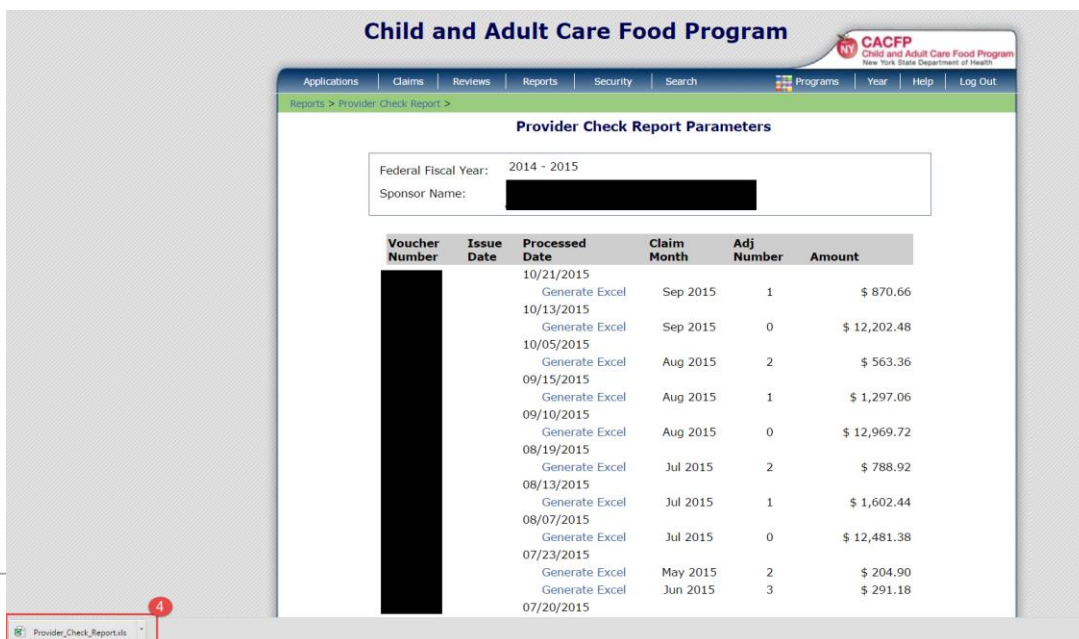 Child and Adult Care Food Program
NY CACFP
Child and Adult Care Food Program
New York State Department of Health
Applications Claims Reviews Reports Security Search Programs Year Help Log Out
Reports > Provider Check Report >
Provider Check Report Parameters
Federal Fiscal Year: 2014 - 2015
Sponsor Name:
Voucher Number Issue Date Processed Date Claim Month Adj Number Amount
10/21/2015
Generate Excel Sep 2015 1 $ 870.66
10/13/2015
Generate Excel Sep 2015 0 $ 12,202.48
10/05/2015
Generate Excel Aug 2015 2 $ 563.36
09/15/2015
Generate Excel Aug 2015 1 $ 1,297.06
09/10/2015
Generate Excel Aug 2015 0 $ 12,969.72
08/19/2015
Generate Excel Jul 2015 2 $ 788.92
08/13/2015
Generate Excel Jul 2015 1 $ 1,602.44
08/07/2015
Generate Excel Jul 2015 0 $ 12,481.38
07/23/2015
Generate Excel May 2015 2 $ 204.90
Generate Excel Jun 2015 3 $ 291.18
07/20/2015
4
Provider_Check_Report.xls